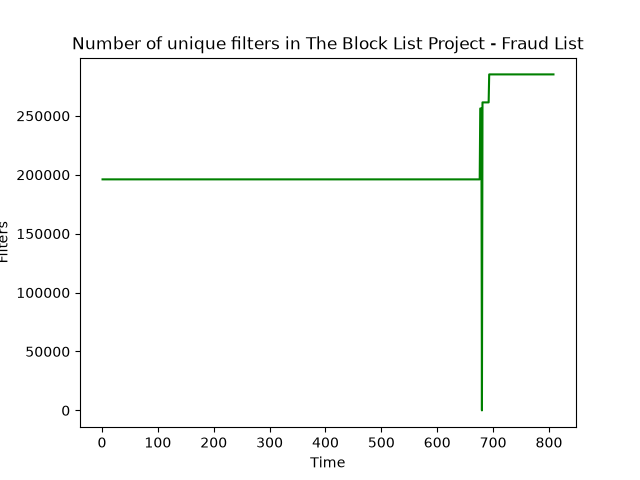 Number of unique filters in The Block List Project - Fraud List
250000
200000
150000
100000
50000
0
Filters
0 100 200 300 400 500 600 700 800
Time